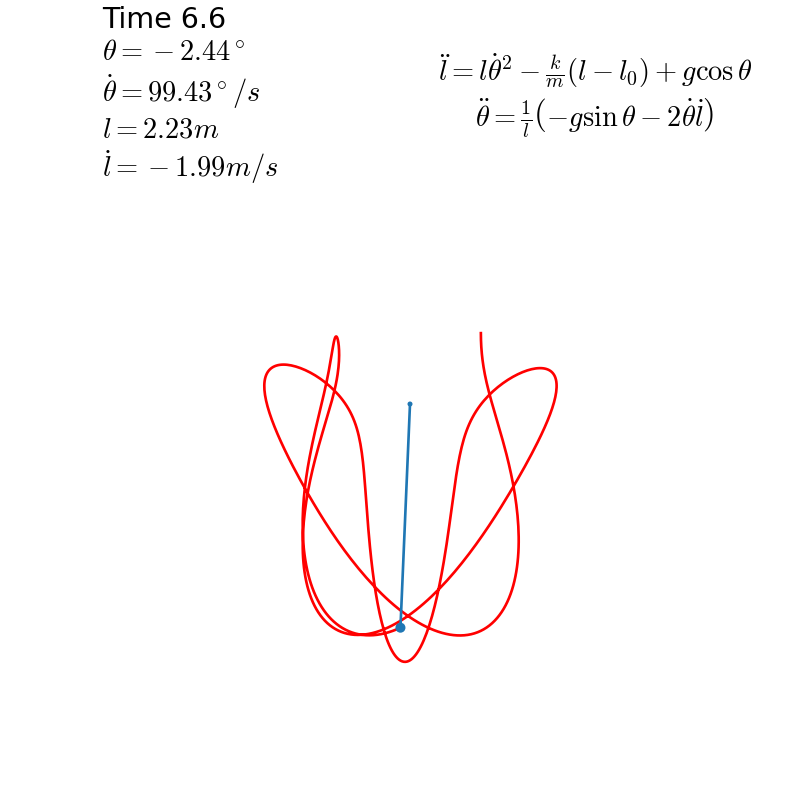 Time 6.6
θ = −2.44°
θ̇ = 99.43°/s
l = 2.23m
l̇ = −1.99m/s
l̈ = lθ̇² − k/m(l − l₀) + g cos θ
θ̈ = 1/l(−g sin θ − 2θ̇l̇)